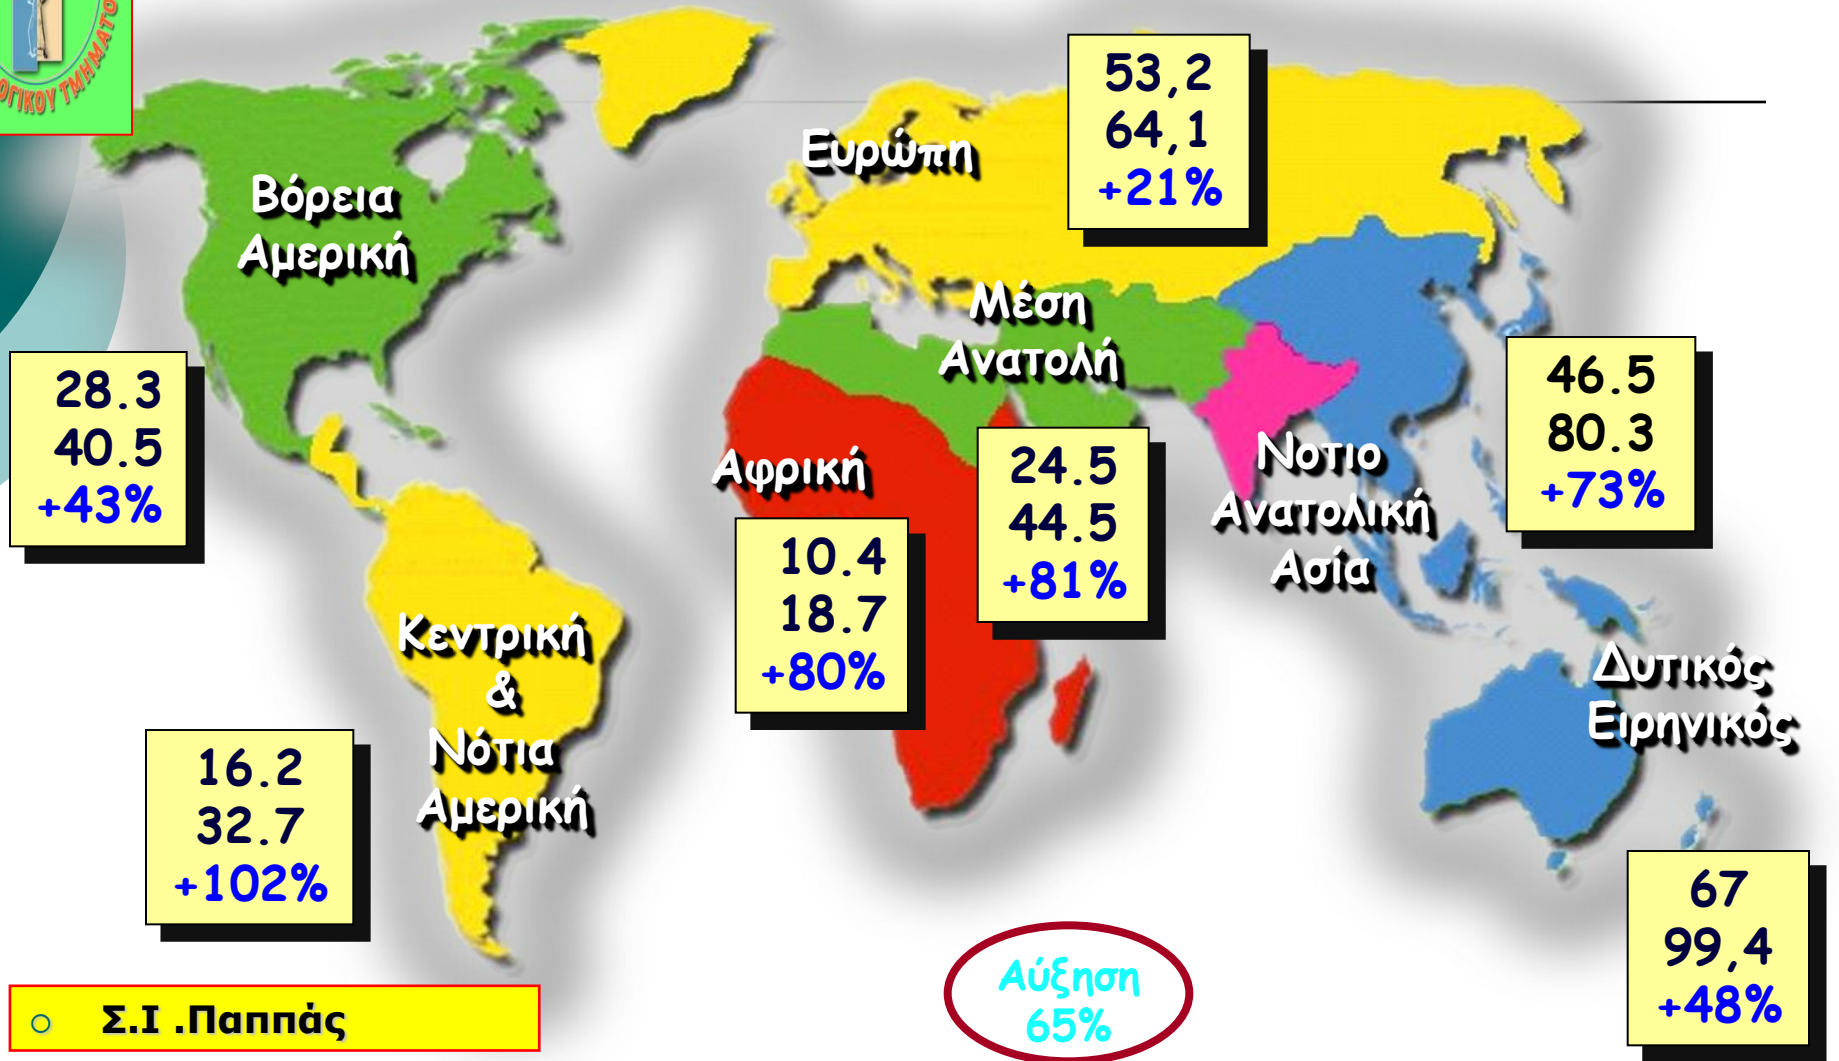 ΟΓΙΚΟΥ ΤΜΗΜΑΤΟ
Βόρεια
Αμερική
Ευρώπη
53,2
64,1
+21%
Μέση
Ανατολή
28.3
40.5
+43%
Αφρική
24.5
44.5
+81%
Νοτιο
Ανατολική
Ασία
46.5
80.3
+73%
10.4
18.7
+80%
Κεντρική
&
Νότια
Αμερική
Δυτικός
Ειρηνικός
16.2
32.7
+102%
67
99,4
+48%
Αύξηση
65%
Σ.Ι .Παππάς